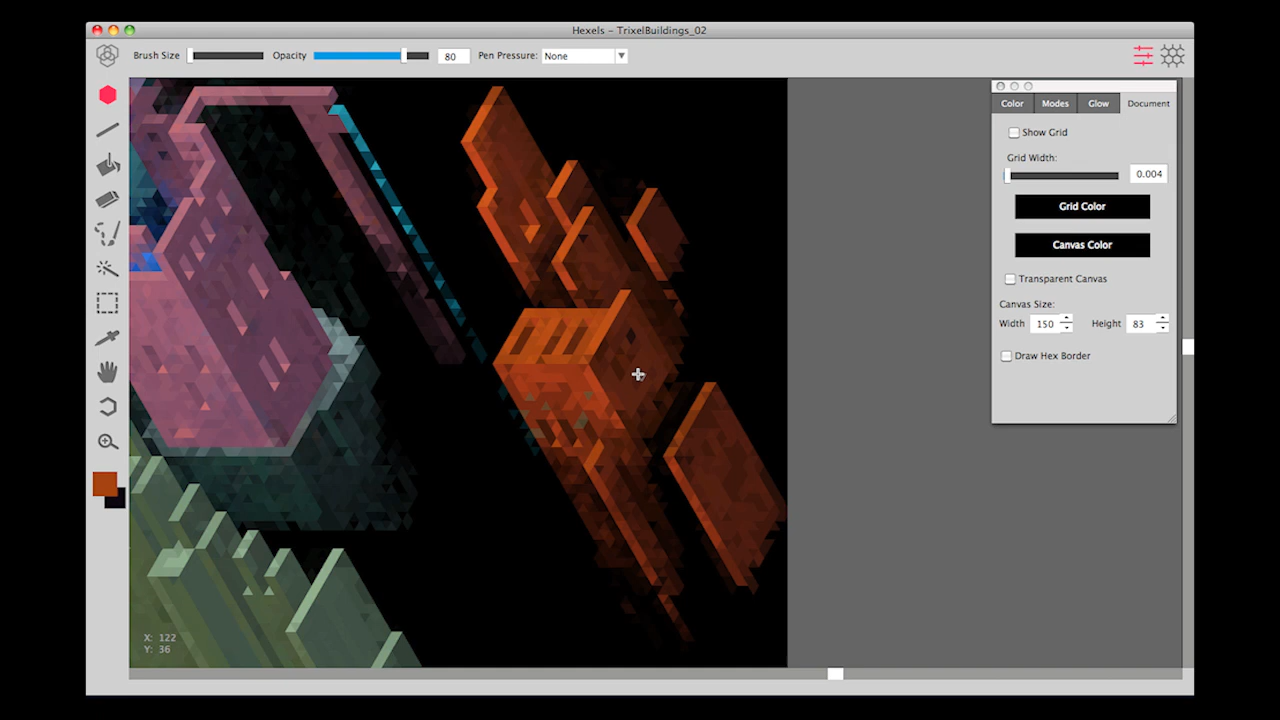 Hexels – TrixelBuildings_02
Brush Size Opacity 80 Pen Pressure: None
Color Modes Glow Document
Show Grid
Grid Width:
0.004
Grid Color
Canvas Color
Transparent Canvas
Canvas Size:
Width 150 Height 83
Draw Hex Border
X: 122
Y: 36